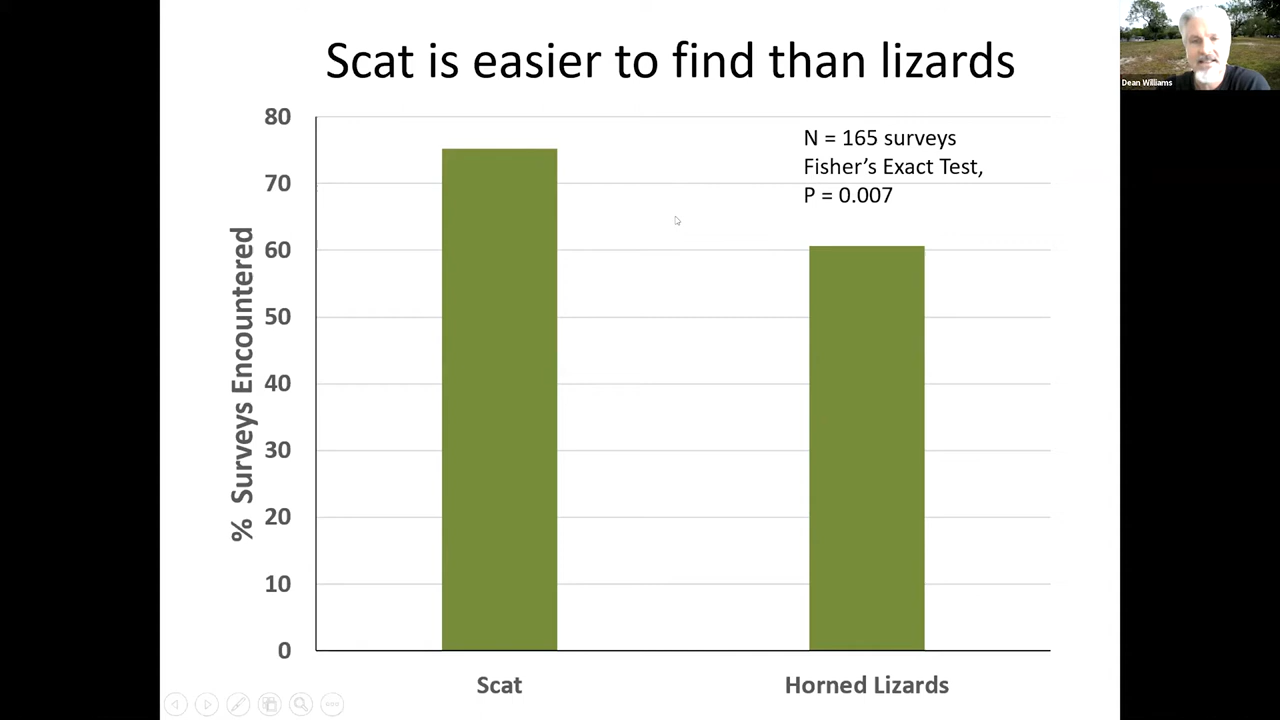 Scat is easier to find than lizards
Dean Williams
N = 165 surveys
Fisher's Exact Test,
P = 0.007
% Surveys Encountered
80
70
60
50
40
30
20
10
0
Scat
Horned Lizards